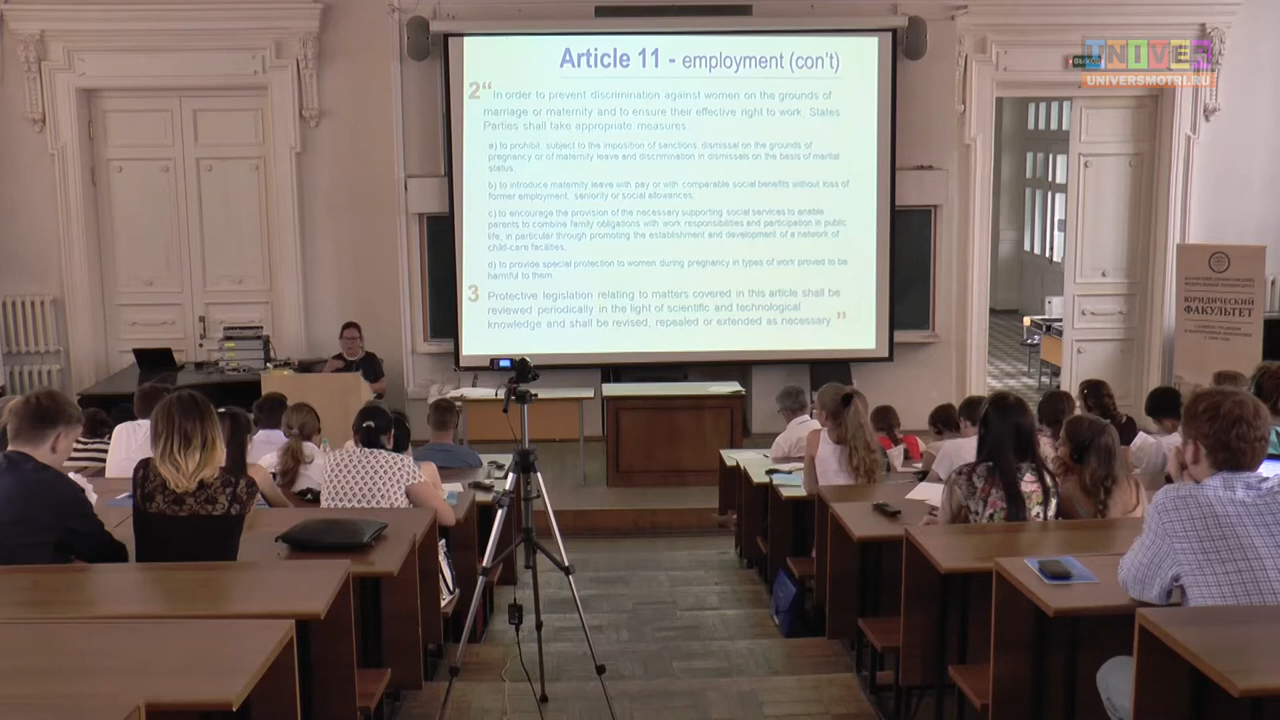 Article 11 - employment (con't)
2“ In order to prevent discrimination against women on the grounds of
marriage or maternity and to ensure their effective right to work, States
Parties shall take appropriate measures:
a) to prohibit, subject to the imposition of sanctions, dismissal on the grounds of
pregnancy or of maternity leave and discrimination in dismissals on the basis of marital
status;
b) to introduce maternity leave with pay or with comparable social benefits without loss of
former employment, seniority or social allowances;
c) to encourage the provision of the necessary supporting social services to enable
parents to combine family obligations with work responsibilities and participation in public
life, in particular through promoting the establishment and development of a network of
child-care facilities;
d) to provide special protection to women during pregnancy in types of work proved to be
harmful to them.
3 Protective legislation relating to matters covered in this article shall be
reviewed periodically in the light of scientific and technological
knowledge and shall be revised, repealed or extended as necessary ”
UNIVER
UNIVERSMOTRI.RU
ВЫХОД
ЮРИДИЧЕСКИЙ
ФАКУЛЬТЕТ